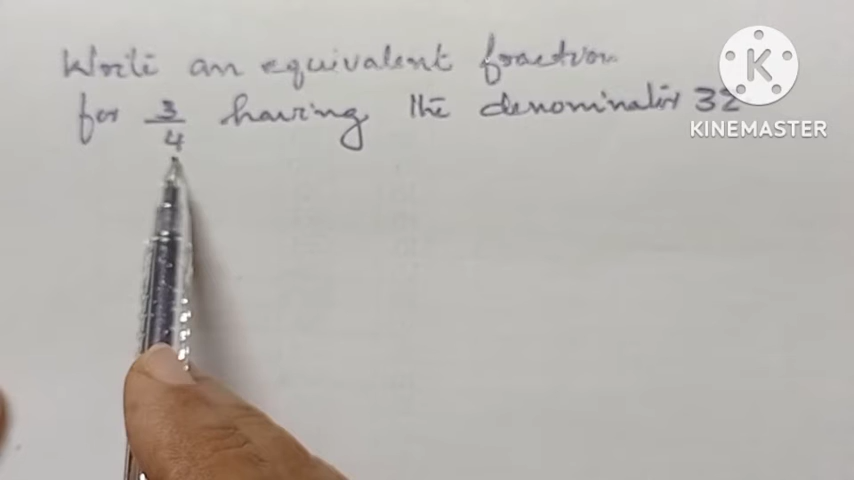 Write an equivalent fraction
for 3/4 having the denominator 32
K
KINEMASTER